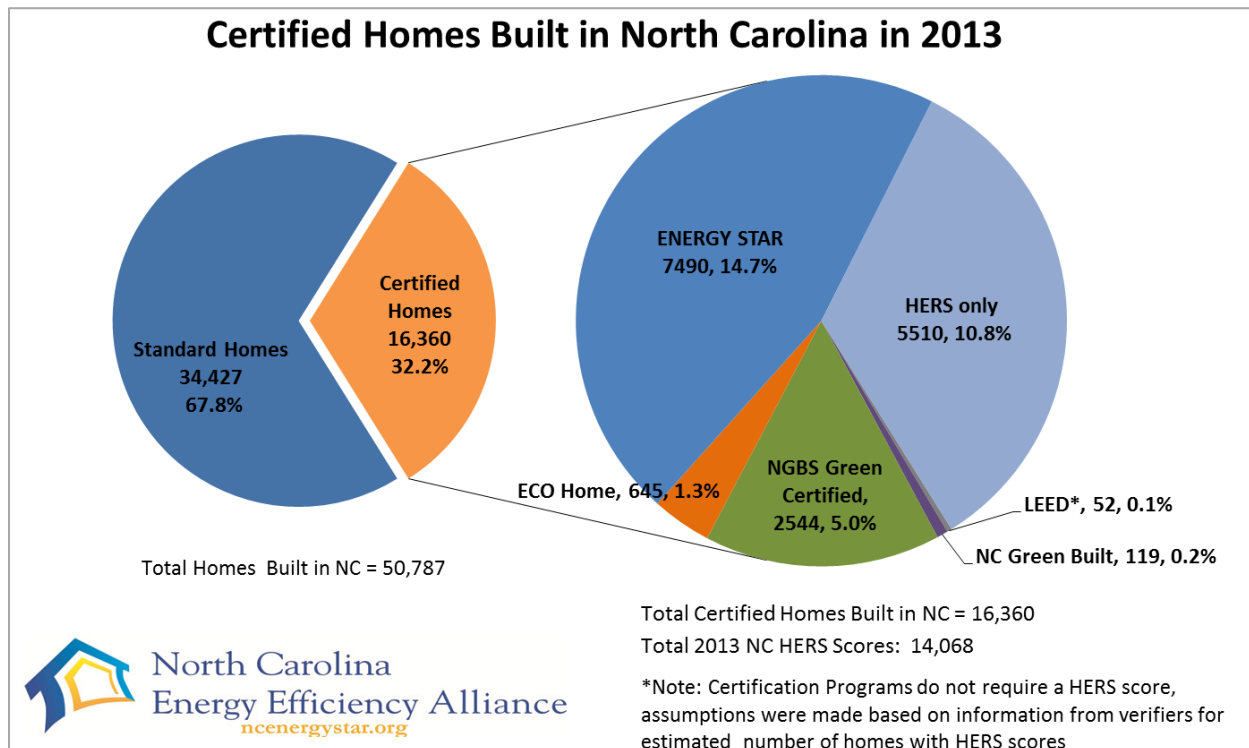 Certified Homes Built in North Carolina in 2013
Standard Homes
34,427
67.8%
Certified
Homes
16,360
32.2%
ENERGY STAR
7490, 14.7%
HERS only
5510, 10.8%
ECO Home, 645, 1.3%
NGBS Green
Certified,
2544, 5.0%
LEED*, 52, 0.1%
NC Green Built, 119, 0.2%
Total Homes Built in NC = 50,787
Total Certified Homes Built in NC = 16,360
Total 2013 NC HERS Scores: 14,068
*Note: Certification Programs do not require a HERS score,
assumptions were made based on information from verifiers for
estimated number of homes with HERS scores
North Carolina
Energy Efficiency Alliance
ncenergystar.org